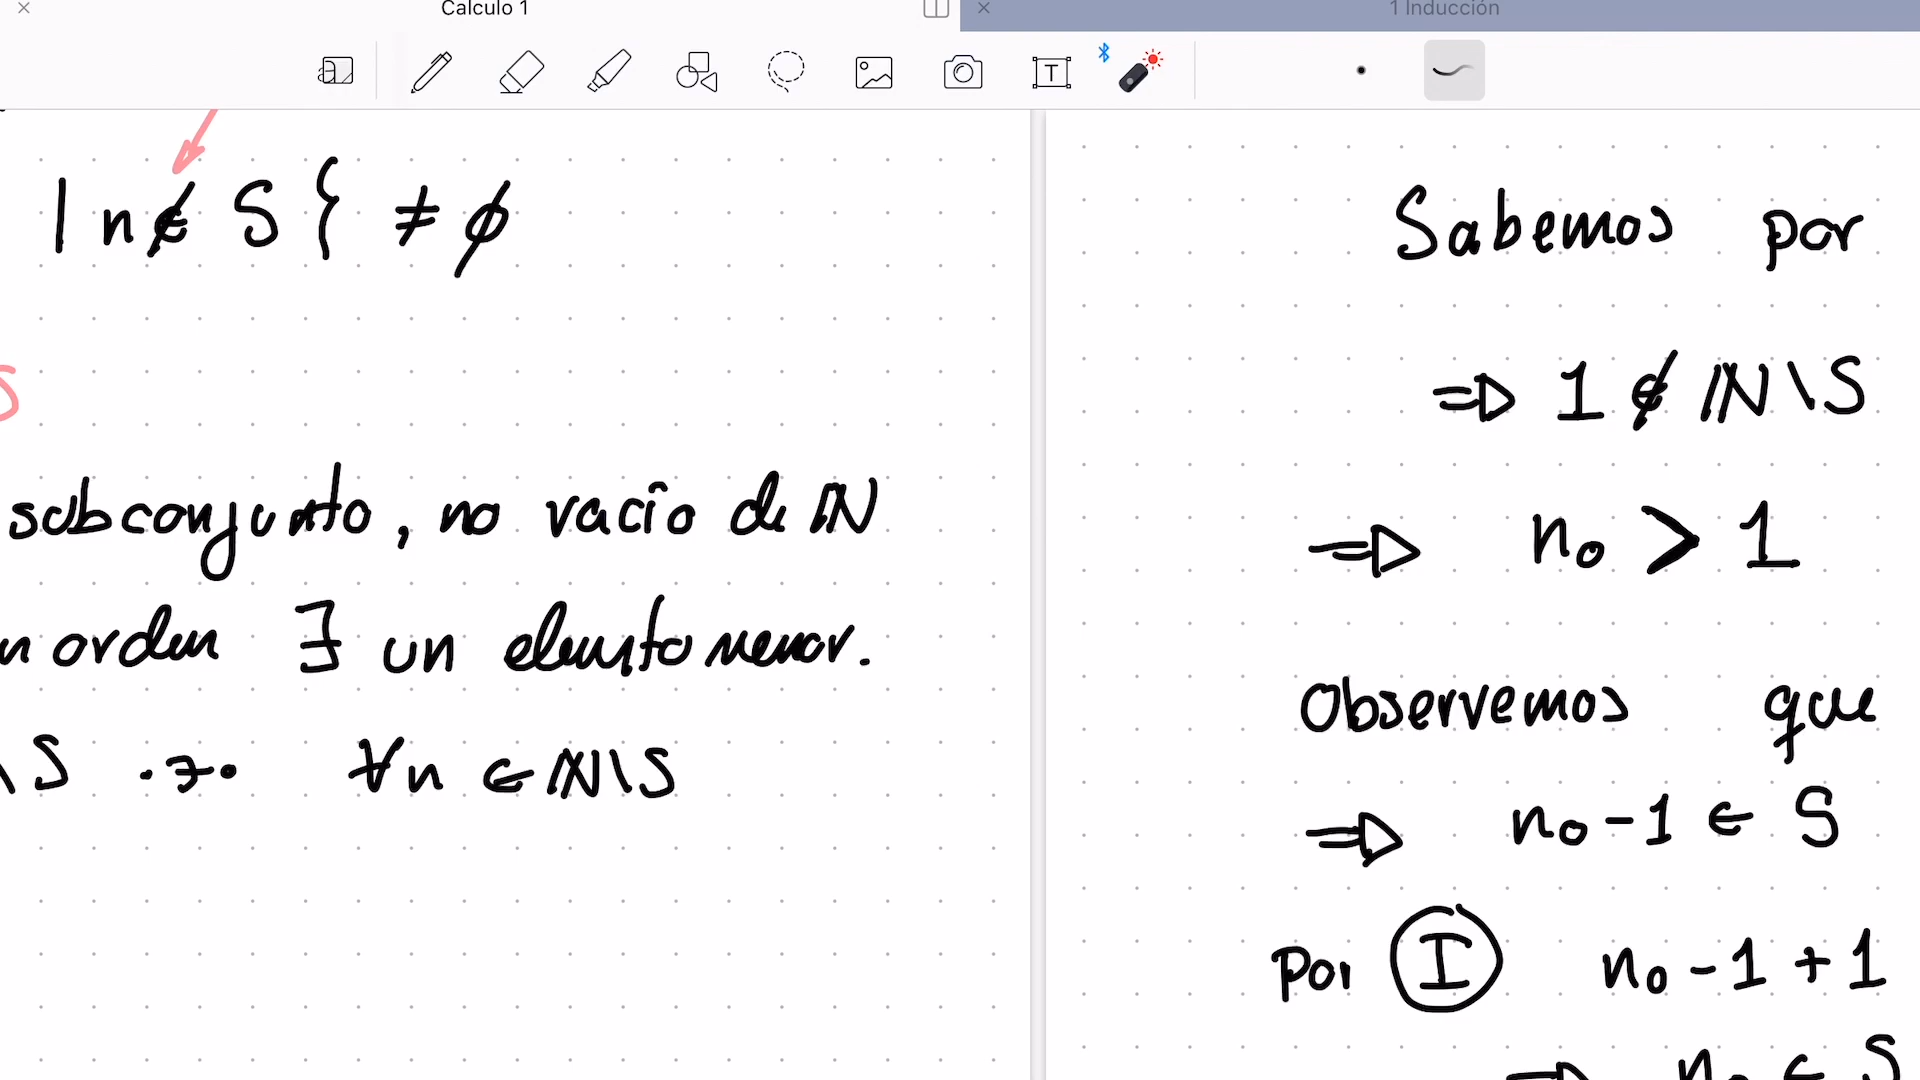 Calculo 1
1 Inducción
| n ∉ S } ≠ ϕ
S
subconjunto, no vacío de ℕ
n orden ∃ un elemento menor.
\ S ∀n ∈ ℕ\S
Sabemos por
⇒ 1 ∉ ℕ\S
⇒ n₀ > 1
Observemos que
⇒ n₀ - 1 ∈ S
por Ⓘ n₀ - 1 + 1
⇒ n₀ ∈ S